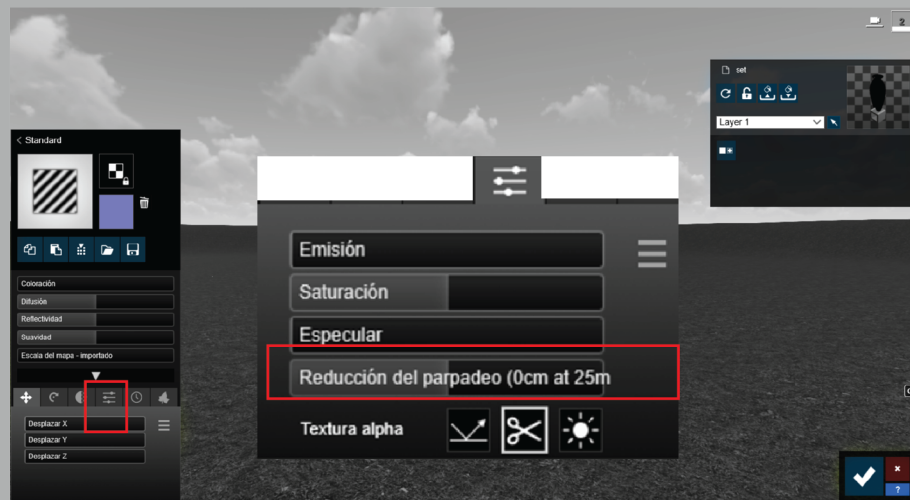 2
set
Layer 1
< Standard
Coloración
Difusión
Reflectividad
Suavidad
Escala del mapa - importado
Desplazar X
Desplazar Y
Desplazar Z
Emisión
Saturación
Especular
Reducción del parpadeo (0cm at 25m
Textura alpha
?